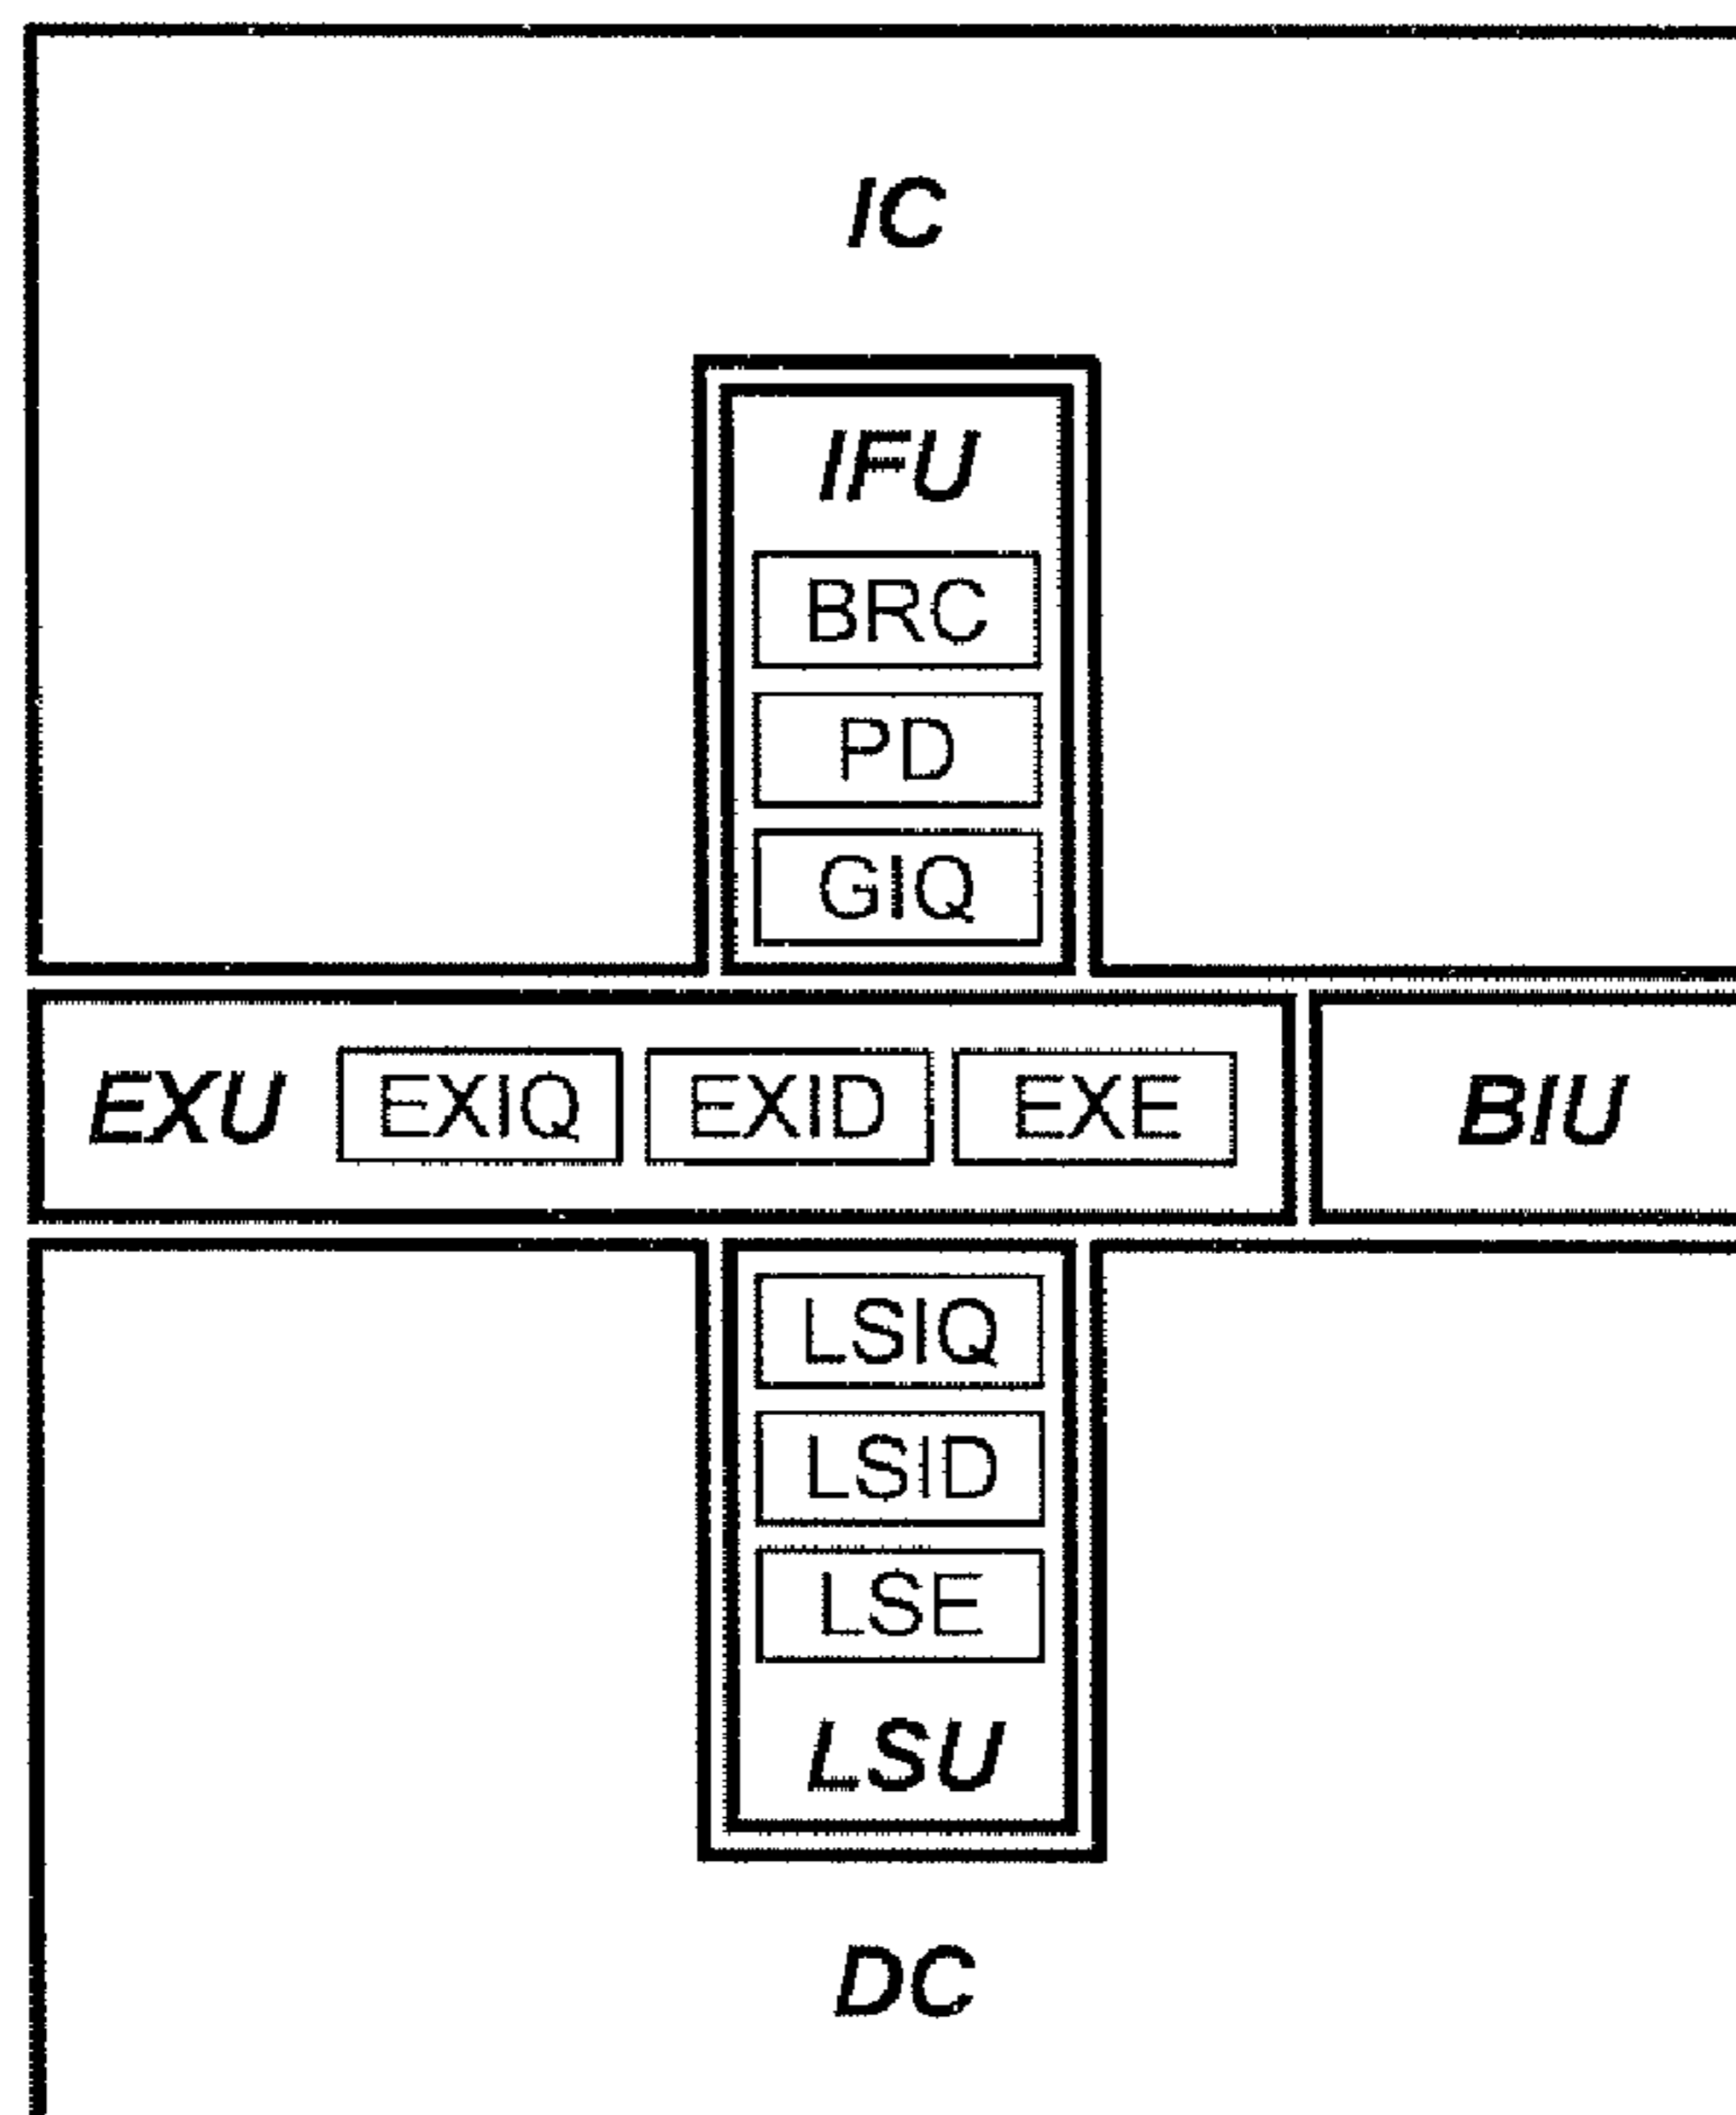 IC
IFU
BRC
PD
GIQ
EXU EXIQ EXID EXE BIU
LSIQ
LSID
LSE
LSU
DC